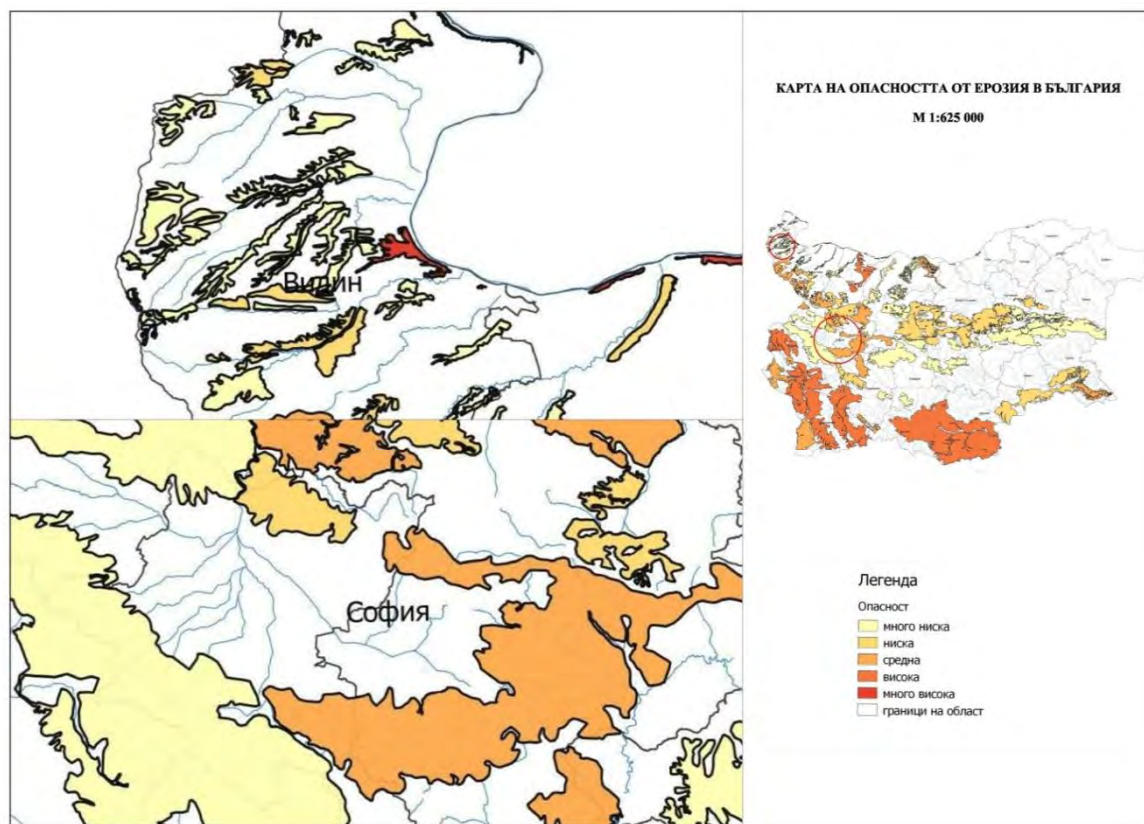 Видин
София
КАРТА НА ОПАСНОСТТА ОТ ЕРОЗИЯ В БЪЛГАРИЯ
М 1:625 000
Легенда
Опасност
много ниска
ниска
средна
висока
много висока
граници на област